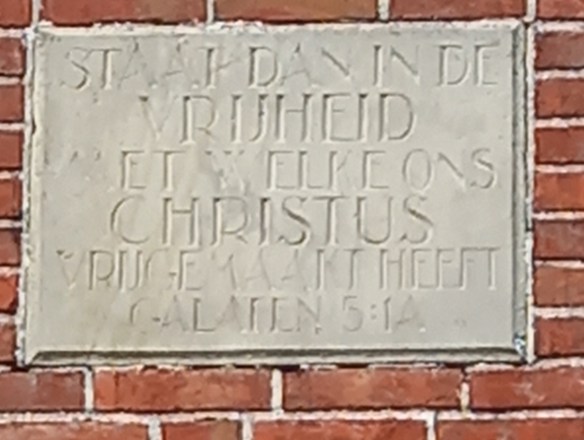 STAAT DAN IN DE
VRIJHEID
MET WELKE ONS
CHRISTUS
VRIJGEMAAKT HEEFT
GALATEN 5:1A